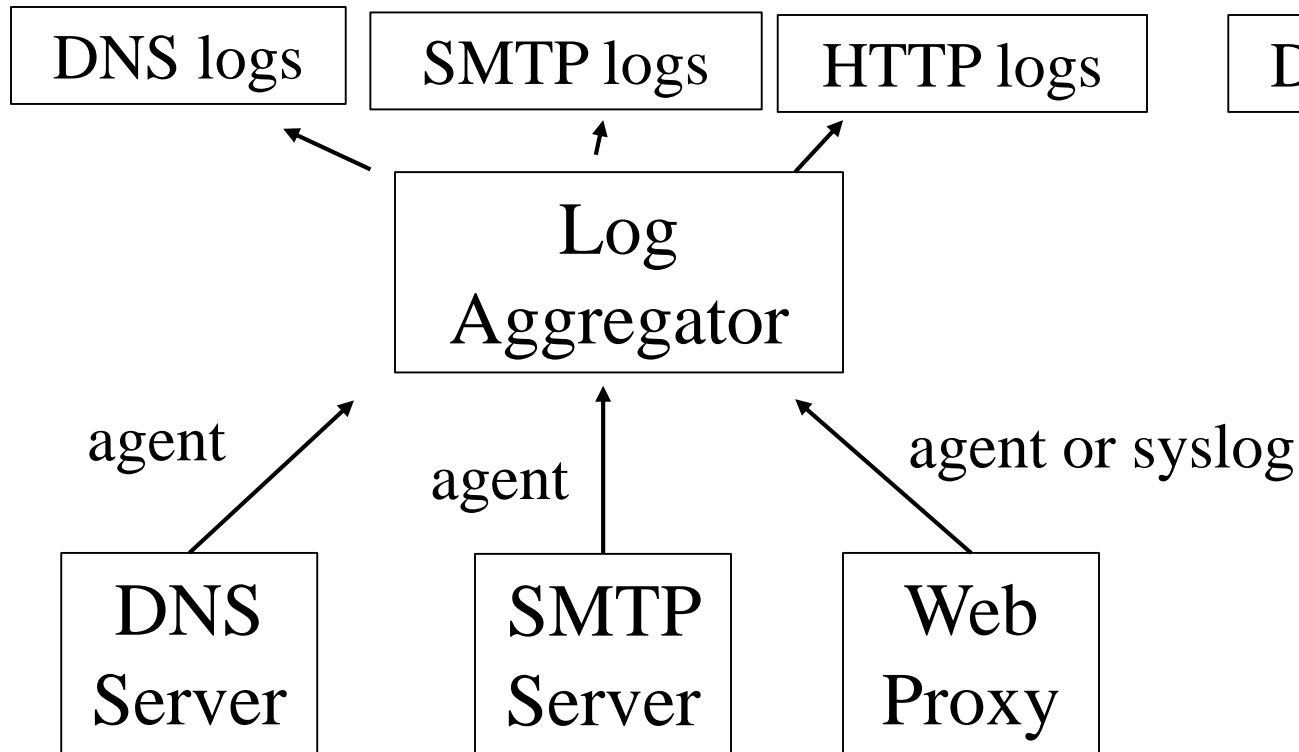 DNS logs
SMTP logs
HTTP logs
D
Log
Aggregator
agent
agent
agent or syslog
DNS
Server
SMTP
Server
Web
Proxy